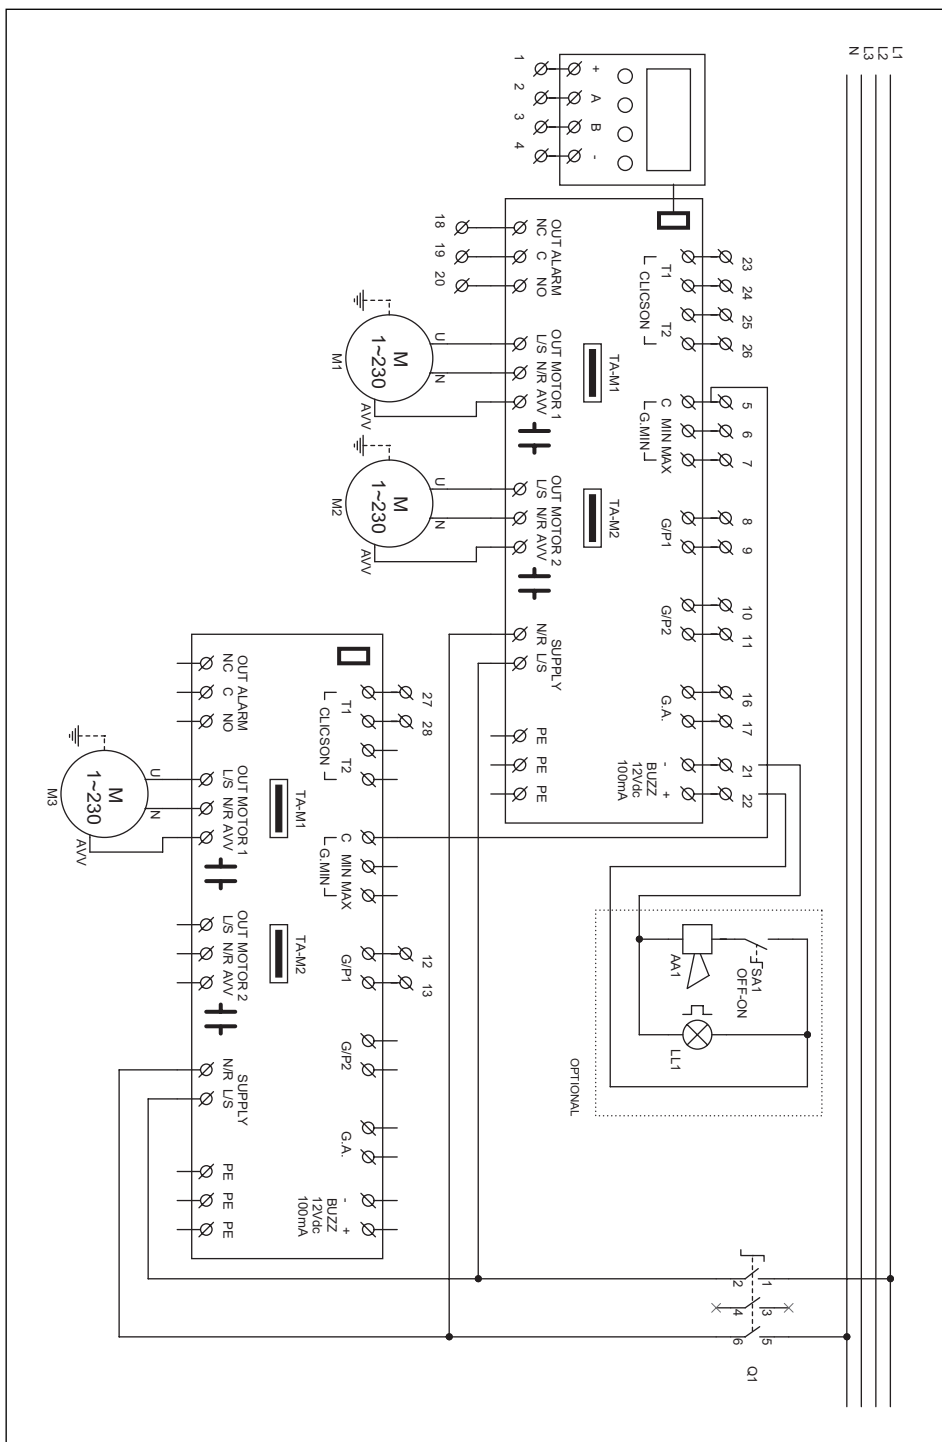 L1
L2
L3
N
1
2
3
4
+
A
B
-
18
19
20
OUT ALARM
NC C NO
OUT MOTOR 1
L/S N/R AVV
OUT MOTOR 2
L/S N/R AVV
SUPPLY
N/R L/S
PE
PE
PE
23
24
25
26
T1 T2
CLICSON
TA-M1
TA-M2
5
6
7
C MIN MAX
G.MIN
8
9
G/P1
10
11
G/P2
16
17
G.A.
21
22
- +
BUZZ
12Vdc
100mA
M
1~230
U
N
AVV
M1
M
1~230
U
N
AVV
M2
AA1
SA1
OFF-ON
LL1
OPTIONAL
27
28
T1 T2
CLICSON
OUT ALARM
NC C NO
OUT MOTOR 1
L/S N/R AVV
TA-M1
C MIN MAX
G.MIN
OUT MOTOR 2
L/S N/R AVV
TA-M2
12
13
G/P1
G/P2
SUPPLY
N/R L/S
G.A.
PE
PE
PE
- +
BUZZ
12Vdc
100mA
M
1~230
U
N
AVV
M3
1
2
3
4
5
6
Q1